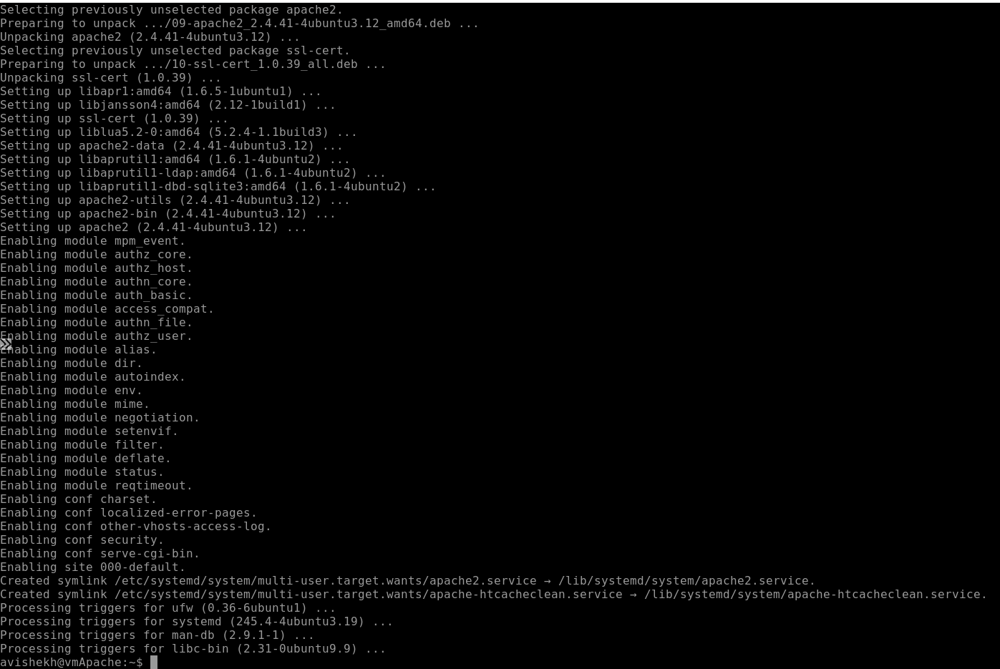 Selecting previously unselected package apache2.
Preparing to unpack .../09-apache2_2.4.41-4ubuntu3.12_amd64.deb ...
Unpacking apache2 (2.4.41-4ubuntu3.12) ...
Selecting previously unselected package ssl-cert.
Preparing to unpack .../10-ssl-cert_1.0.39_all.deb ...
Unpacking ssl-cert (1.0.39) ...
Setting up libapr1:amd64 (1.6.5-1ubuntu1) ...
Setting up libjansson4:amd64 (2.12-1build1) ...
Setting up ssl-cert (1.0.39) ...
Setting up liblua5.2-0:amd64 (5.2.4-1.1build3) ...
Setting up apache2-data (2.4.41-4ubuntu3.12) ...
Setting up libaprutil1:amd64 (1.6.1-4ubuntu2) ...
Setting up libaprutil1-ldap:amd64 (1.6.1-4ubuntu2) ...
Setting up libaprutil1-dbd-sqlite3:amd64 (1.6.1-4ubuntu2) ...
Setting up apache2-utils (2.4.41-4ubuntu3.12) ...
Setting up apache2-bin (2.4.41-4ubuntu3.12) ...
Setting up apache2 (2.4.41-4ubuntu3.12) ...
Enabling module mpm_event.
Enabling module authz_core.
Enabling module authz_host.
Enabling module authn_core.
Enabling module auth_basic.
Enabling module access_compat.
Enabling module authn_file.
Enabling module authz_user.
Enabling module alias.
Enabling module dir.
Enabling module autoindex.
Enabling module env.
Enabling module mime.
Enabling module negotiation.
Enabling module setenvif.
Enabling module filter.
Enabling module deflate.
Enabling module status.
Enabling module reqtimeout.
Enabling conf charset.
Enabling conf localized-error-pages.
Enabling conf other-vhosts-access-log.
Enabling conf security.
Enabling conf serve-cgi-bin.
Enabling site 000-default.
Created symlink /etc/systemd/system/multi-user.target.wants/apache2.service → /lib/systemd/system/apache2.service.
Created symlink /etc/systemd/system/multi-user.target.wants/apache-htcacheclean.service → /lib/systemd/system/apache-htcacheclean.service.
Processing triggers for ufw (0.36-6ubuntu1) ...
Processing triggers for systemd (245.4-4ubuntu3.19) ...
Processing triggers for man-db (2.9.1-1) ...
Processing triggers for libc-bin (2.31-0ubuntu9.9) ...
avishekh@vmApache:~$